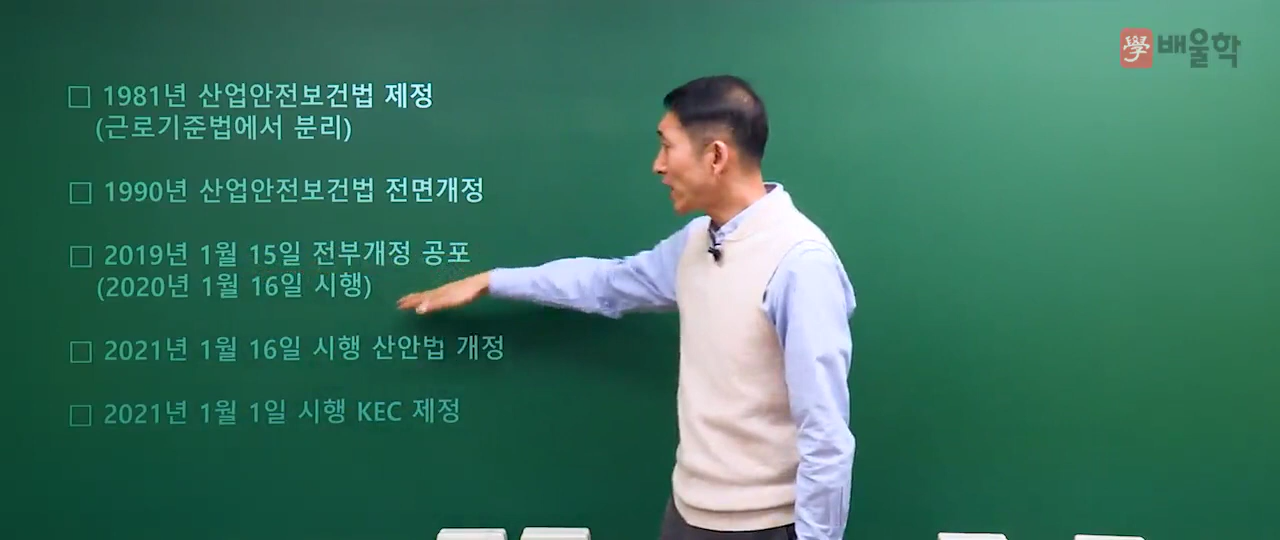 學 배울학
□ 1981년 산업안전보건법 제정
(근로기준법에서 분리)
□ 1990년 산업안전보건법 전면개정
□ 2019년 1월 15일 전부개정 공포
(2020년 1월 16일 시행)
□ 2021년 1월 16일 시행 산안법 개정
□ 2021년 1월 1일 시행 KEC 제정